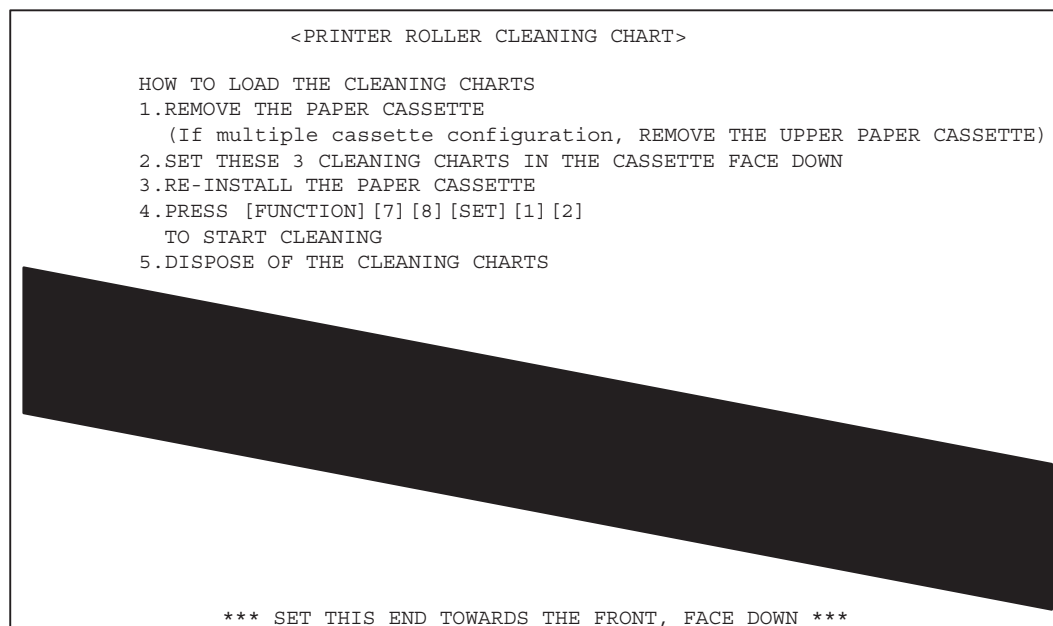 <PRINTER ROLLER CLEANING CHART>
HOW TO LOAD THE CLEANING CHARTS
1.REMOVE THE PAPER CASSETTE
(If multiple cassette configuration, REMOVE THE UPPER PAPER CASSETTE)
2.SET THESE 3 CLEANING CHARTS IN THE CASSETTE FACE DOWN
3.RE-INSTALL THE PAPER CASSETTE
4.PRESS [FUNCTION][7][8][SET][1][2]
TO START CLEANING
5.DISPOSE OF THE CLEANING CHARTS
*** SET THIS END TOWARDS THE FRONT, FACE DOWN ***